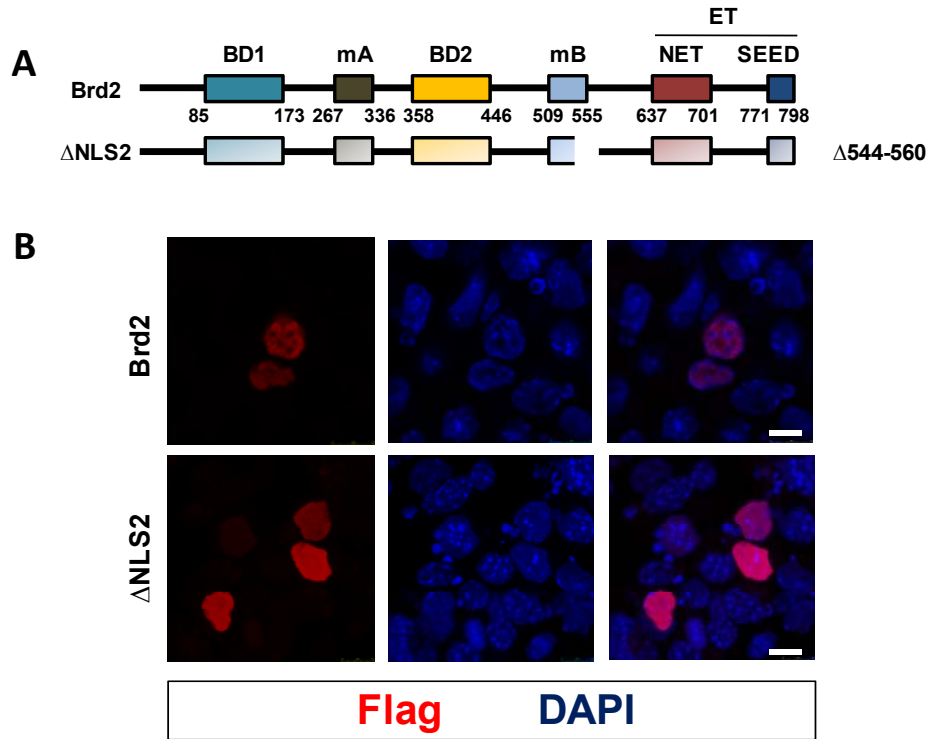 ET
A BD1 mA BD2 mB NET SEED
Brd2
85 173 267 336 358 446 509 555 637 701 771 798
ΔNLS2 Δ544-560
B
Brd2
ΔNLS2
Flag DAPI